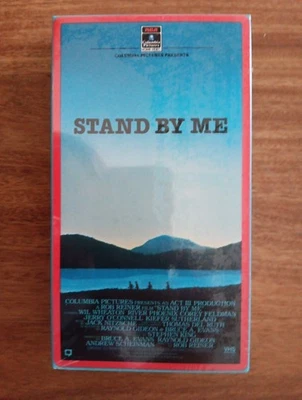 RCA
COLUMBIA PICTURES PRESENTS
STAND BY ME
COLUMBIA PICTURES PRESENTS AN ACT III PRODUCTION
A ROB REINER FILM "STAND BY ME"
WIL WHEATON RIVER PHOENIX COREY FELDMAN
JERRY O'CONNELL KIEFER SUTHERLAND
JACK NITZSCHE THOMAS DEL RUTH
RAYNOLD GIDEON & BRUCE A. EVANS
STEPHEN KING
BRUCE A. EVANS, RAYNOLD GIDEON
ANDREW SCHEINMAN ROB REINER
VHS